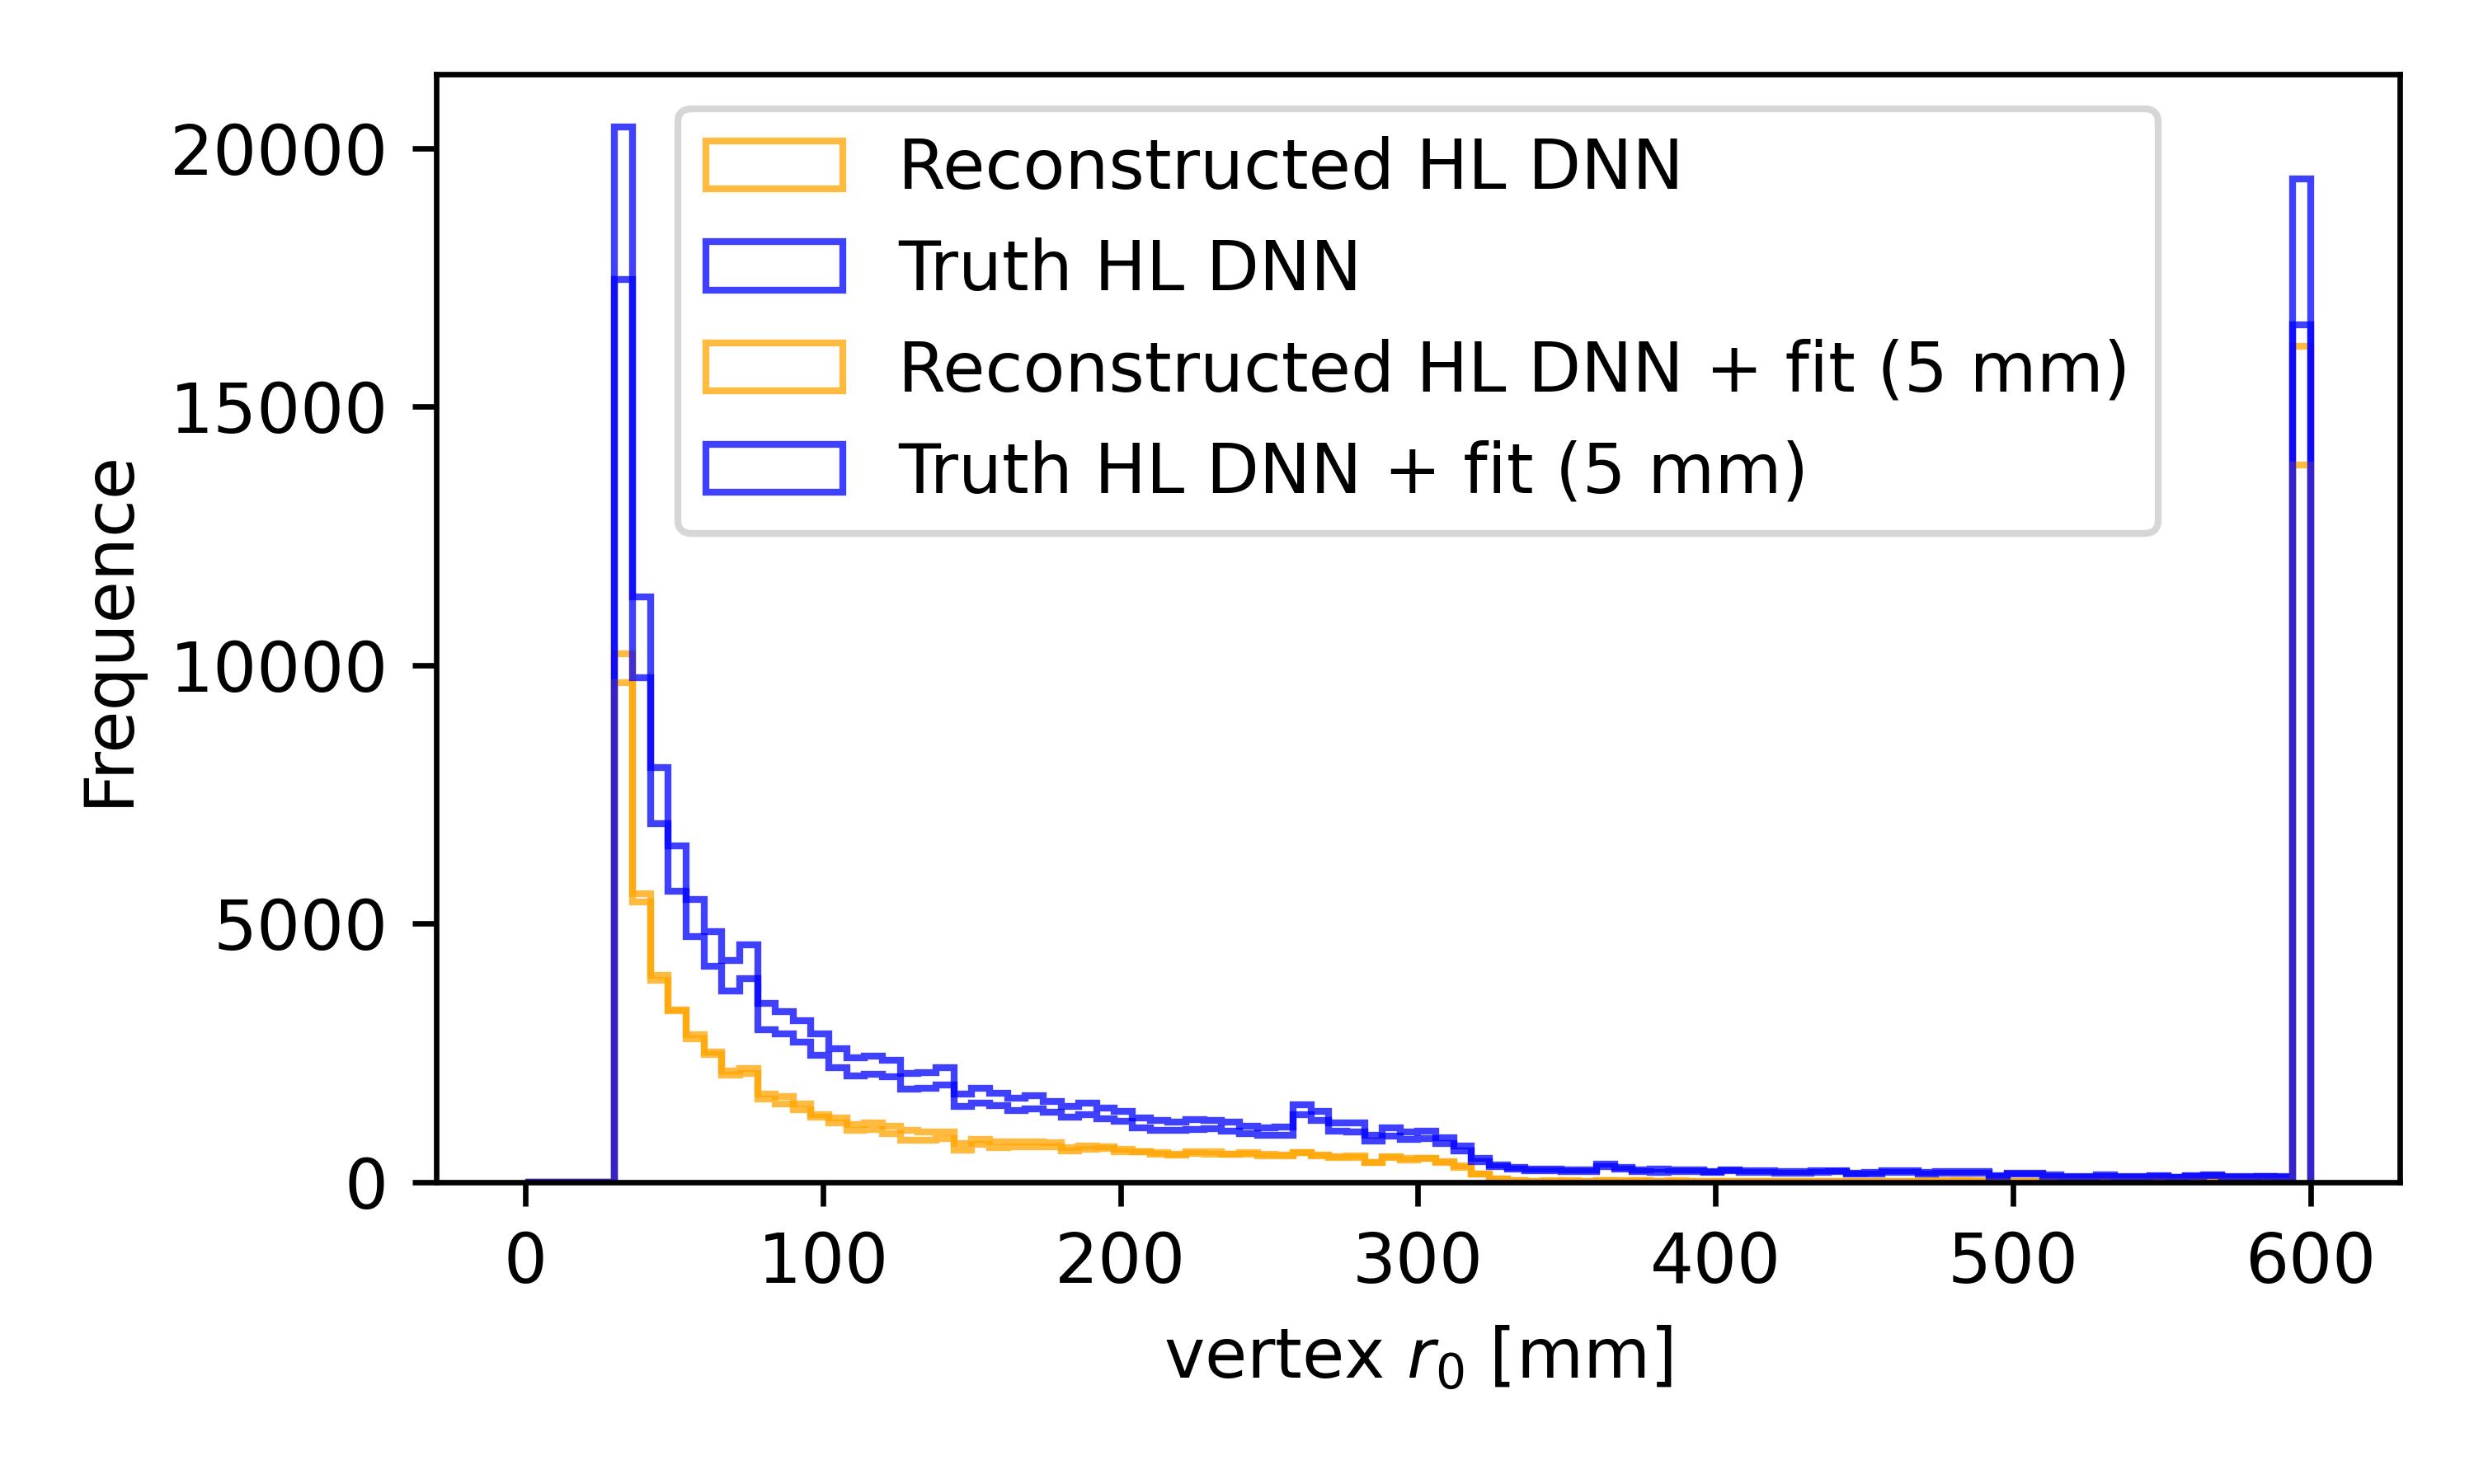 Reconstructed HL DNN
Truth HL DNN
Reconstructed HL DNN + fit (5 mm)
Truth HL DNN + fit (5 mm)
Frequence
20000
15000
10000
5000
0
0 100 200 300 400 500 600
vertex r₀ [mm]